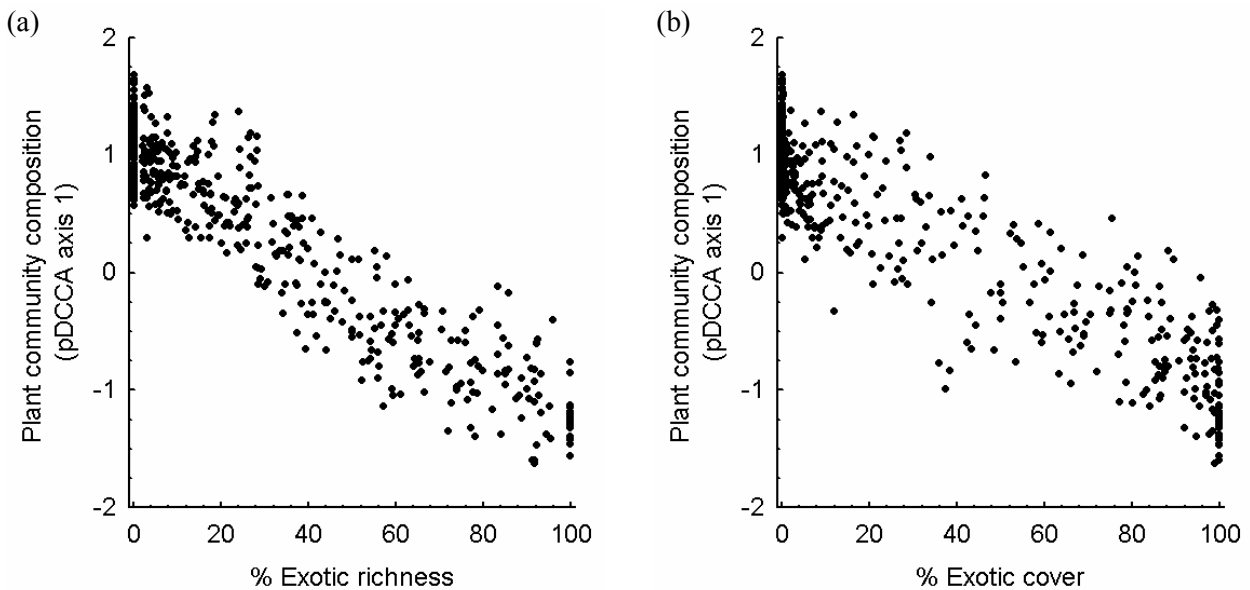 (a)
2
1
0
-1
-2
Plant community composition
(pDCCA axis 1)
0 20 40 60 80 100
% Exotic richness
(b)
2
1
0
-1
-2
Plant community composition
(pDCCA axis 1)
0 20 40 60 80 100
% Exotic cover